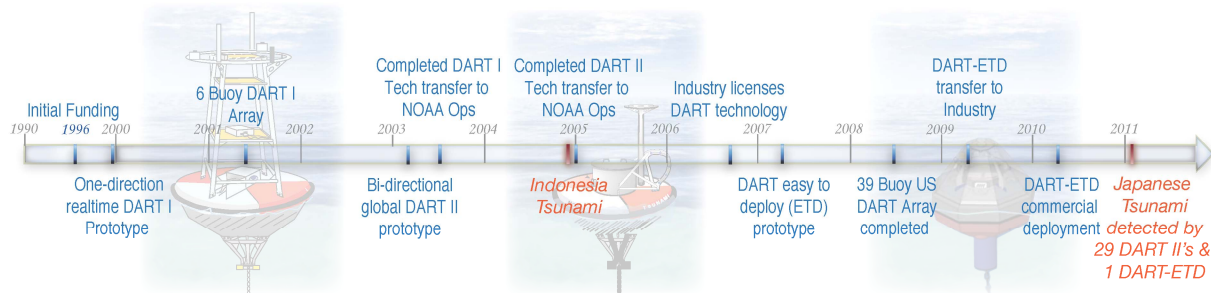 Initial Funding
6 Buoy DART I
Array
Completed DART I
Tech transfer to
NOAA Ops
Completed DART II
Tech transfer to
NOAA Ops
Industry licenses
DART technology
DART-ETD
transfer to
Industry
1990
1996
2000
2001
2002
2003
2004
2005
2006
2007
2008
2009
2010
2011
One-direction
realtime DART I
Prototype
Bi-directional
global DART II
prototype
Indonesia
Tsunami
DART easy to
deploy (ETD)
prototype
39 Buoy US
DART Array
completed
DART-ETD
commercial
deployment
Japanese
Tsunami
detected by
29 DART II's &
1 DART-ETD